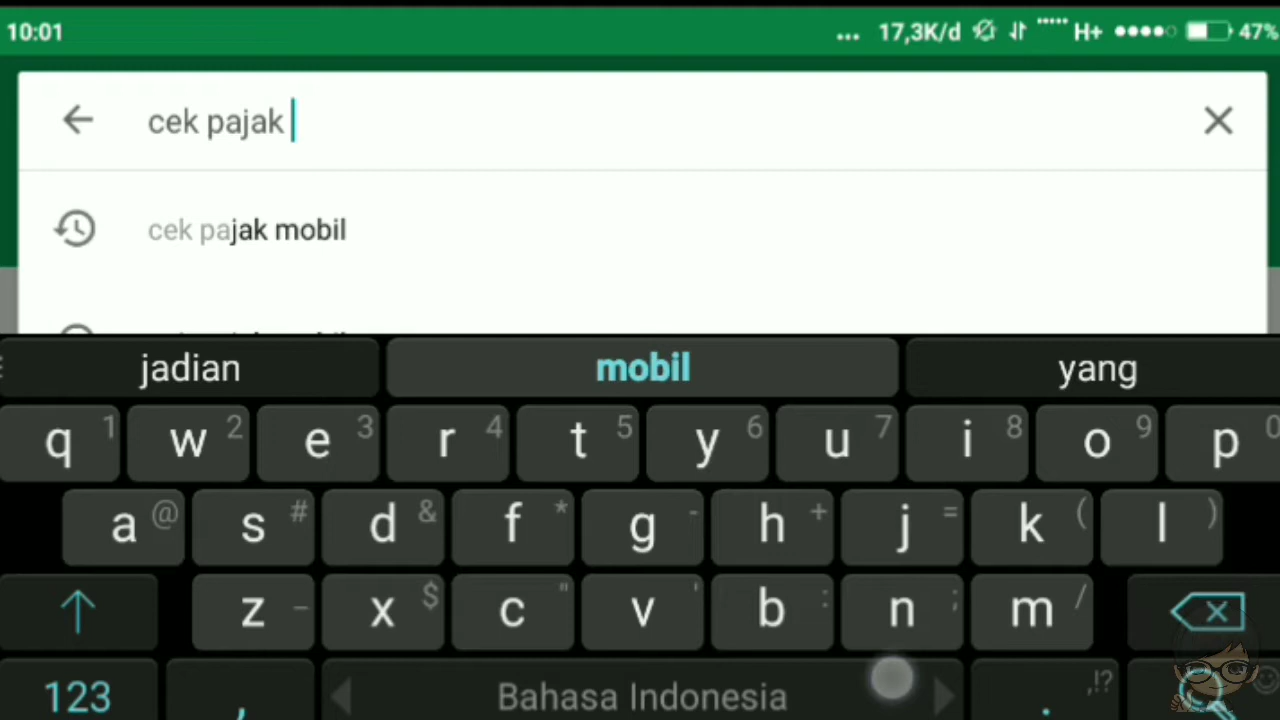 10:01 ... 17,3K/d H+ 47%
cek pajak
cek pajak mobil
jadian mobil yang
q 1 w 2 e 3 r 4 t 5 y 6 u 7 i 8 o 9 p 0
a @ s # d & f * g - h + j = k ( l )
z _ x $ c " v ' b : n ; m /
123 , Bahasa Indonesia . ,!?